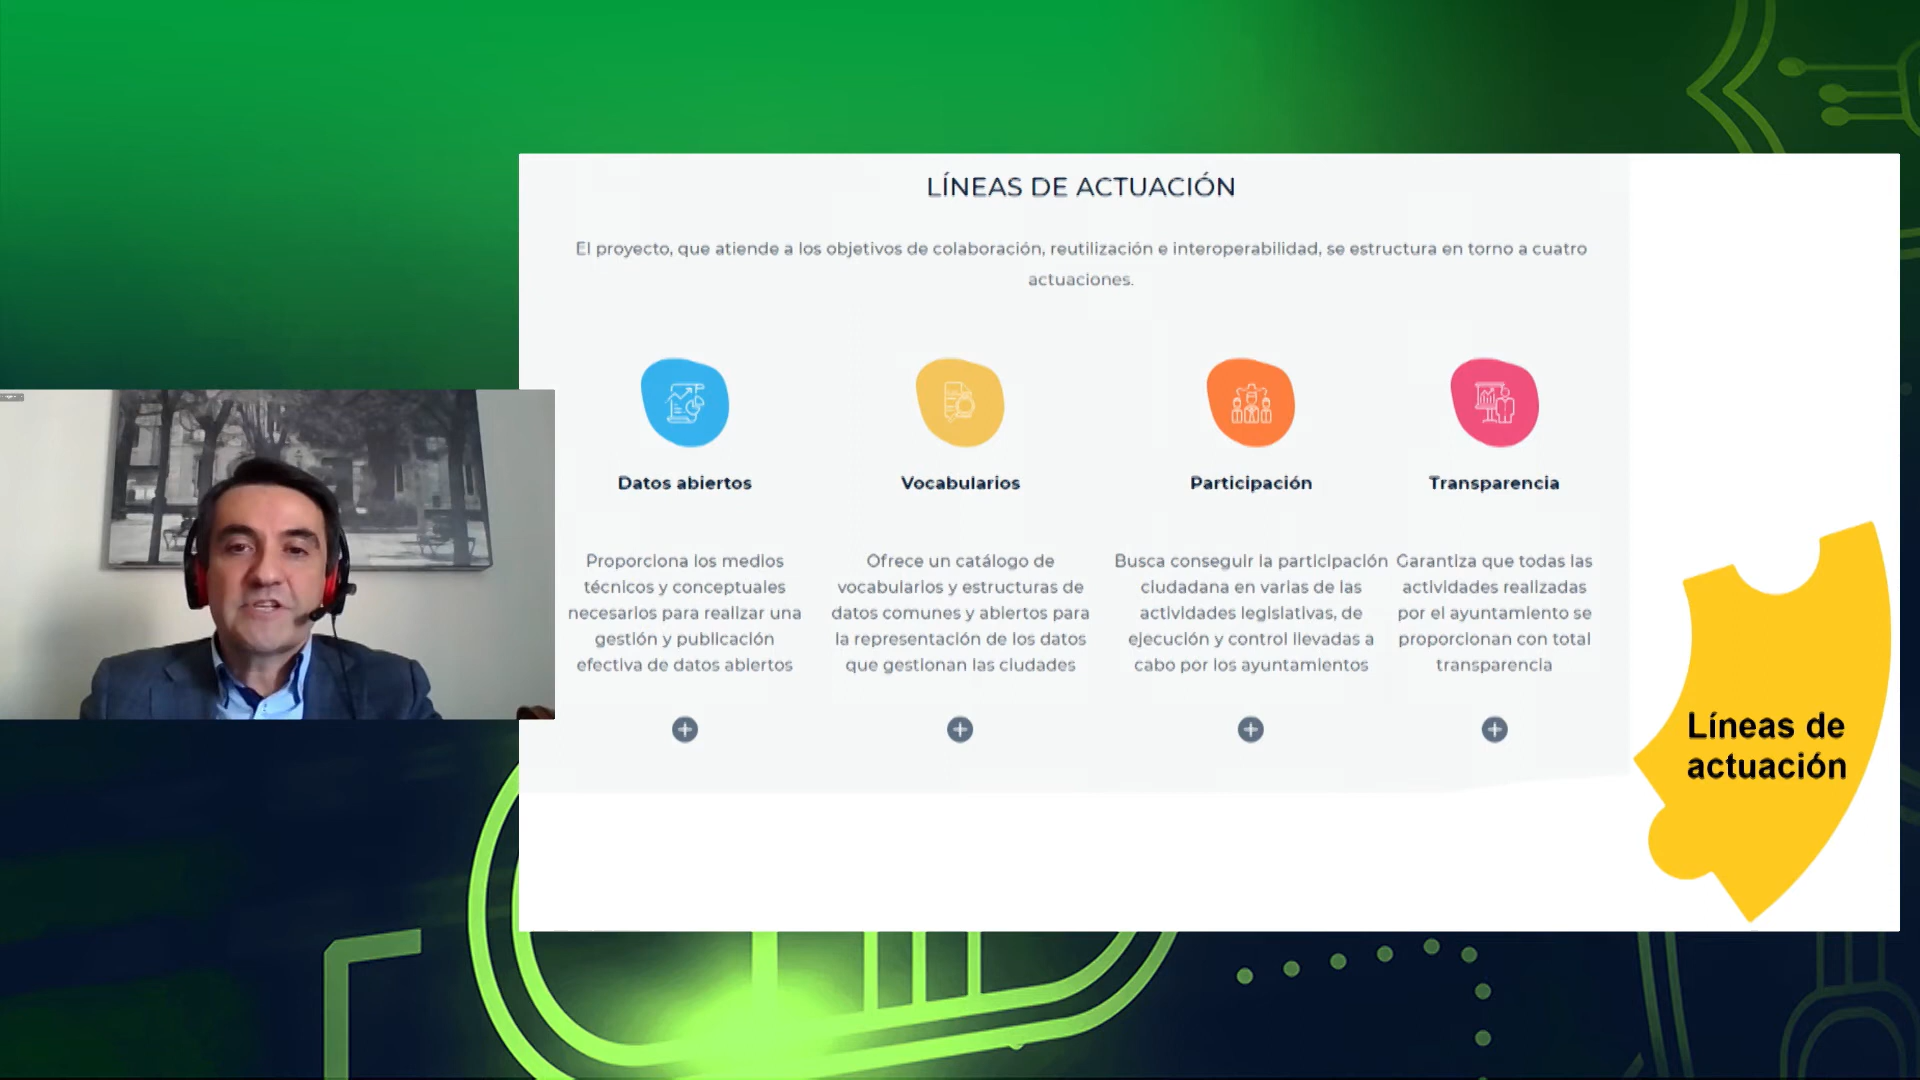 LÍNEAS DE ACTUACIÓN
El proyecto, que atiende a los objetivos de colaboración, reutilización e interoperabilidad, se estructura en torno a cuatro
actuaciones.
Datos abiertos
Proporciona los medios
técnicos y conceptuales
necesarios para realizar una
gestión y publicación
efectiva de datos abiertos
Vocabularios
Ofrece un catálogo de
vocabularios y estructuras de
datos comunes y abiertos para
la representación de los datos
que gestionan las ciudades
Participación
Busca conseguir la participación
ciudadana en varias de las
actividades legislativas, de
ejecución y control llevadas a
cabo por los ayuntamientos
Transparencia
Garantiza que todas las
actividades realizadas
por el ayuntamiento se
proporcionan con total
transparencia
Líneas de
actuación